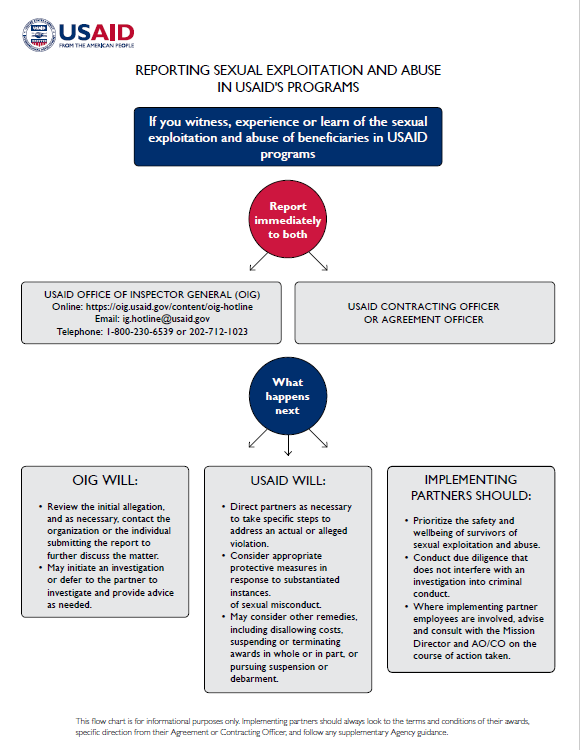 USAID
FROM THE AMERICAN PEOPLE
REPORTING SEXUAL EXPLOITATION AND ABUSE
IN USAID'S PROGRAMS
If you witness, experience or learn of the sexual
exploitation and abuse of beneficiaries in USAID
programs
Report
immediately
to both
USAID OFFICE OF INSPECTOR GENERAL (OIG)
Online: https://oig.usaid.gov/content/oig-hotline
Email: ig.hotline@usaid.gov
Telephone: 1-800-230-6539 or 202-712-1023
USAID CONTRACTING OFFICER
OR AGREEMENT OFFICER
What
happens
next
OIG WILL:
• Review the initial allegation,
and as necessary, contact the
organization or the individual
submitting the report to
further discuss the matter.
• May initiate an investigation
or defer to the partner to
investigate and provide advice
as needed.
USAID WILL:
• Direct partners as necessary
to take specific steps to
address an actual or alleged
violation.
• Consider appropriate
protective measures in
response to substantiated
instances.
of sexual misconduct.
• May consider other remedies,
including disallowing costs,
suspending or terminating
awards in whole or in part, or
pursuing suspension or
debarment.
IMPLEMENTING
PARTNERS SHOULD:
• Prioritize the safety and
wellbeing of survivors of
sexual exploitation and abuse.
• Conduct due diligence that
does not interfere with an
investigation into criminal
conduct.
• Where implementing partner
employees are involved, advise
and consult with the Mission
Director and AO/CO on the
course of action taken.
This flow chart is for informational purposes only. Implementing partners should always look to the terms and conditions of their awards,
specific direction from their Agreement or Contracting Officer, and follow any supplementary Agency guidance.